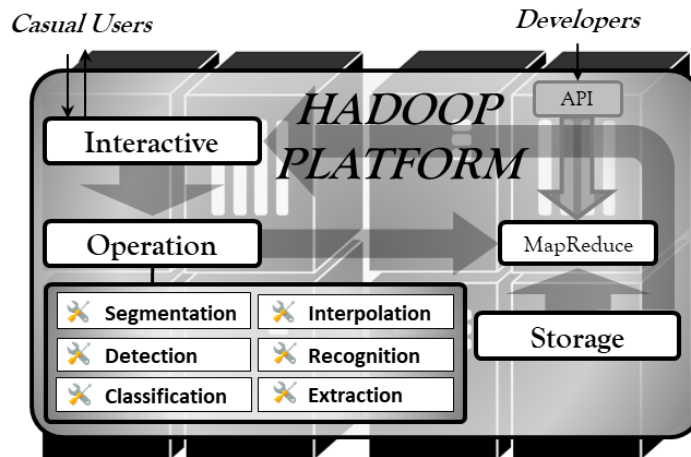 Casual Users
Developers
HADOOP
PLATFORM
API
Interactive
Operation
MapReduce
Segmentation
Interpolation
Detection
Recognition
Classification
Extraction
Storage